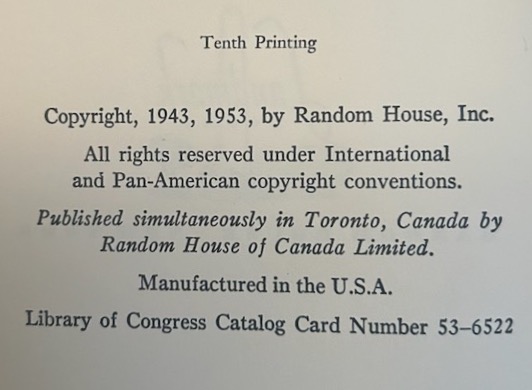 Tenth Printing
Copyright, 1943, 1953, by Random House, Inc.
All rights reserved under International
and Pan-American copyright conventions.
Published simultaneously in Toronto, Canada by
Random House of Canada Limited.
Manufactured in the U.S.A.
Library of Congress Catalog Card Number 53–6522